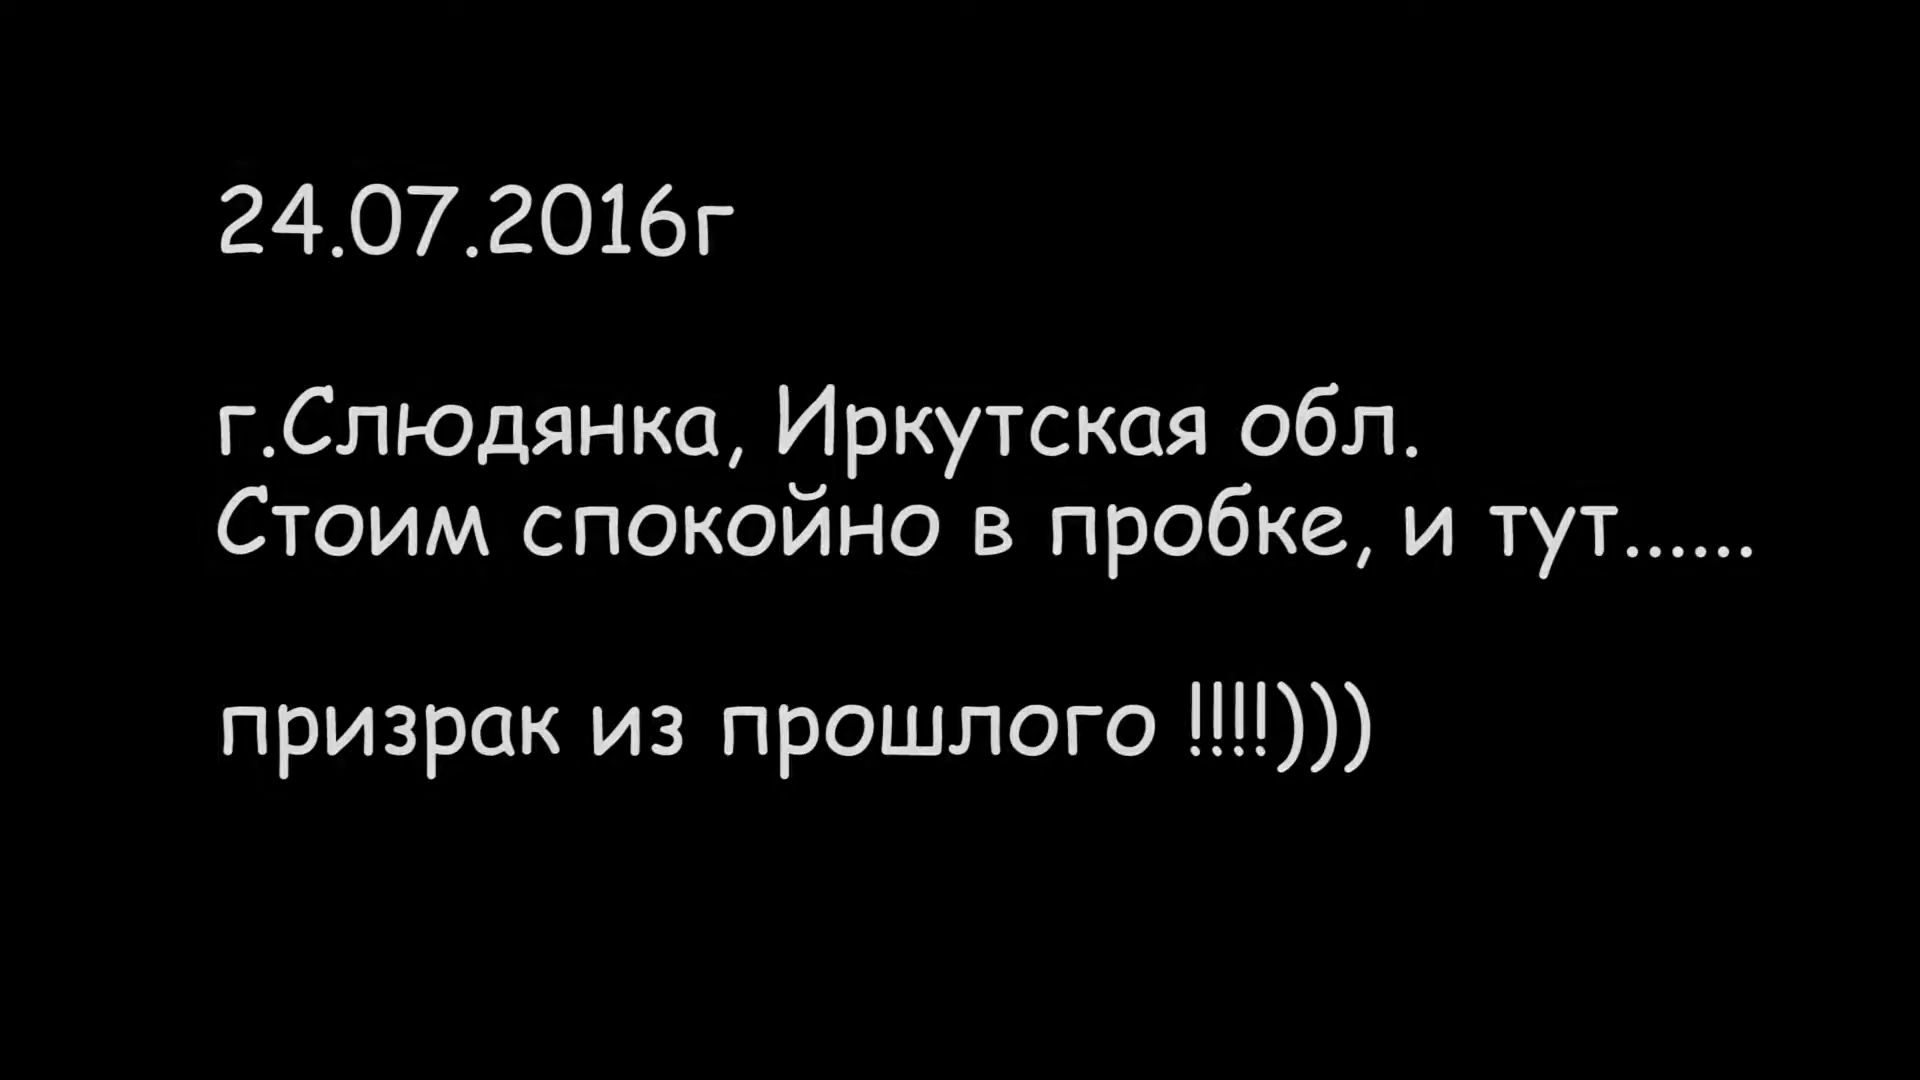 24.07.2016г
г.Слюдянка, Иркутская обл.
Стоим спокойно в пробке, и тут......
призрак из прошлого !!!!)))